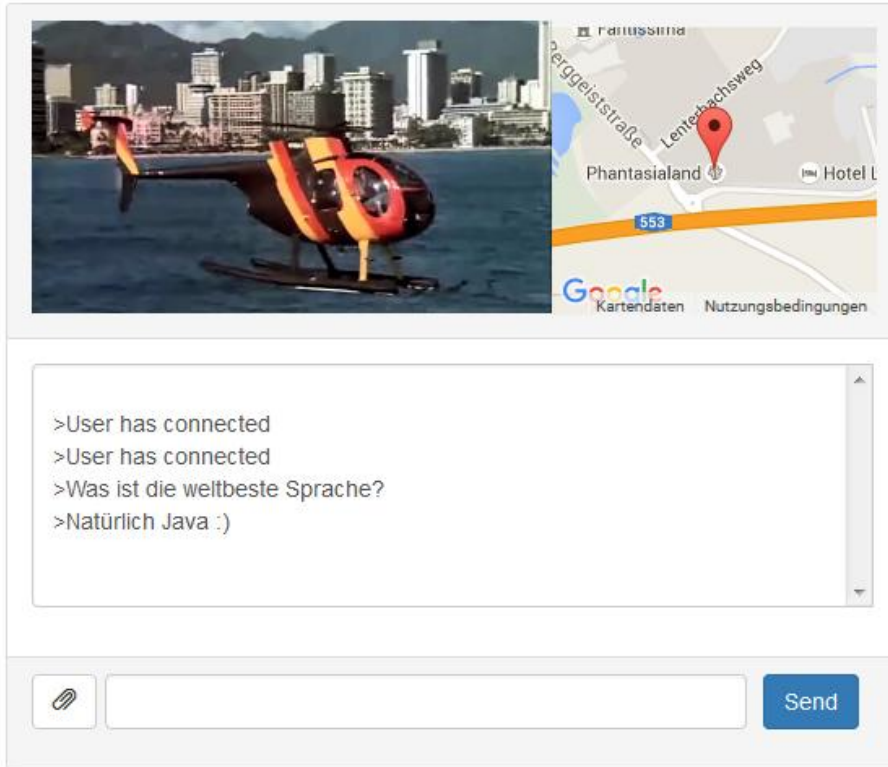 Fantissima
Berggeiststraße
Lenterbachsweg
Phantasialand
Hotel L
553
Google
Kartendaten Nutzungsbedingungen
>User has connected
>User has connected
>Was ist die weltbeste Sprache?
>Natürlich Java :)
Send